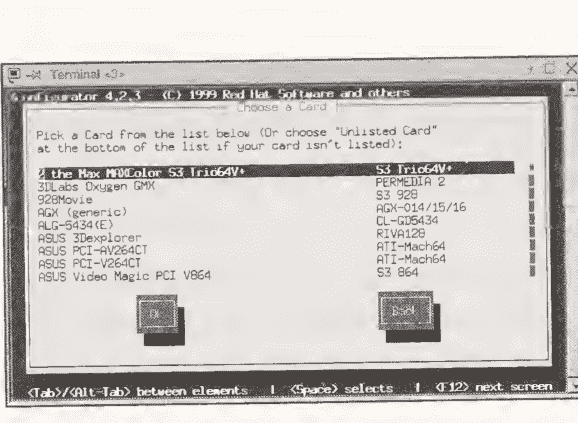 Terminal <3>
Xconfigurator 4.2.3 (C) 1999 Red Hat Software and others
Choose a Card
Pick a Card from the list below (Or choose "Unlisted Card"
at the bottom of the list if your card isn't listed):
2 the Max MAXColor S3 Trio64V+ S3 Trio64V+
3DLabs Oxygen GMX PERMEDIA 2
928Movie S3 928
AGX (generic) AGX-014/15/16
ALG-5434(E) CL-GD5434
ASUS 3Dexplorer RIVA128
ASUS PCI-AV264CT ATI-Mach64
ASUS PCI-V264CT ATI-Mach64
ASUS Video Magic PCI V864 S3 864
Ok Back
<Tab>/<Alt-Tab> between elements | <Space> selects | <F12> next screen